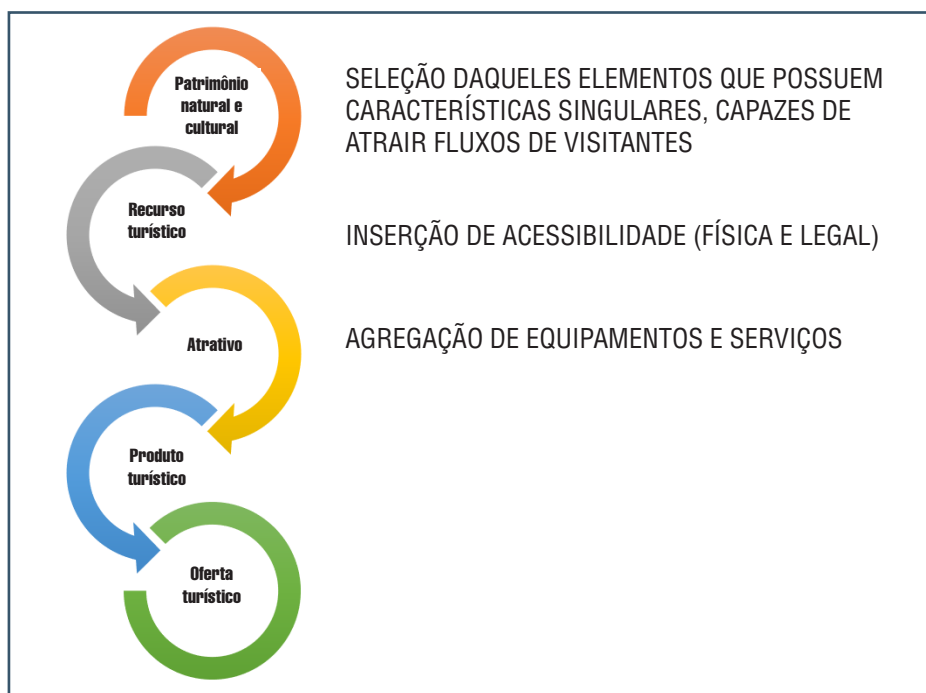 Patrimônio
natural e
cultural
SELEÇÃO DAQUELES ELEMENTOS QUE POSSUEM
CARACTERÍSTICAS SINGULARES, CAPAZES DE
ATRAIR FLUXOS DE VISITANTES
Recurso
turístico
INSERÇÃO DE ACESSIBILIDADE (FÍSICA E LEGAL)
Atrativo
AGREGAÇÃO DE EQUIPAMENTOS E SERVIÇOS
Produto
turístico
Oferta
turístico